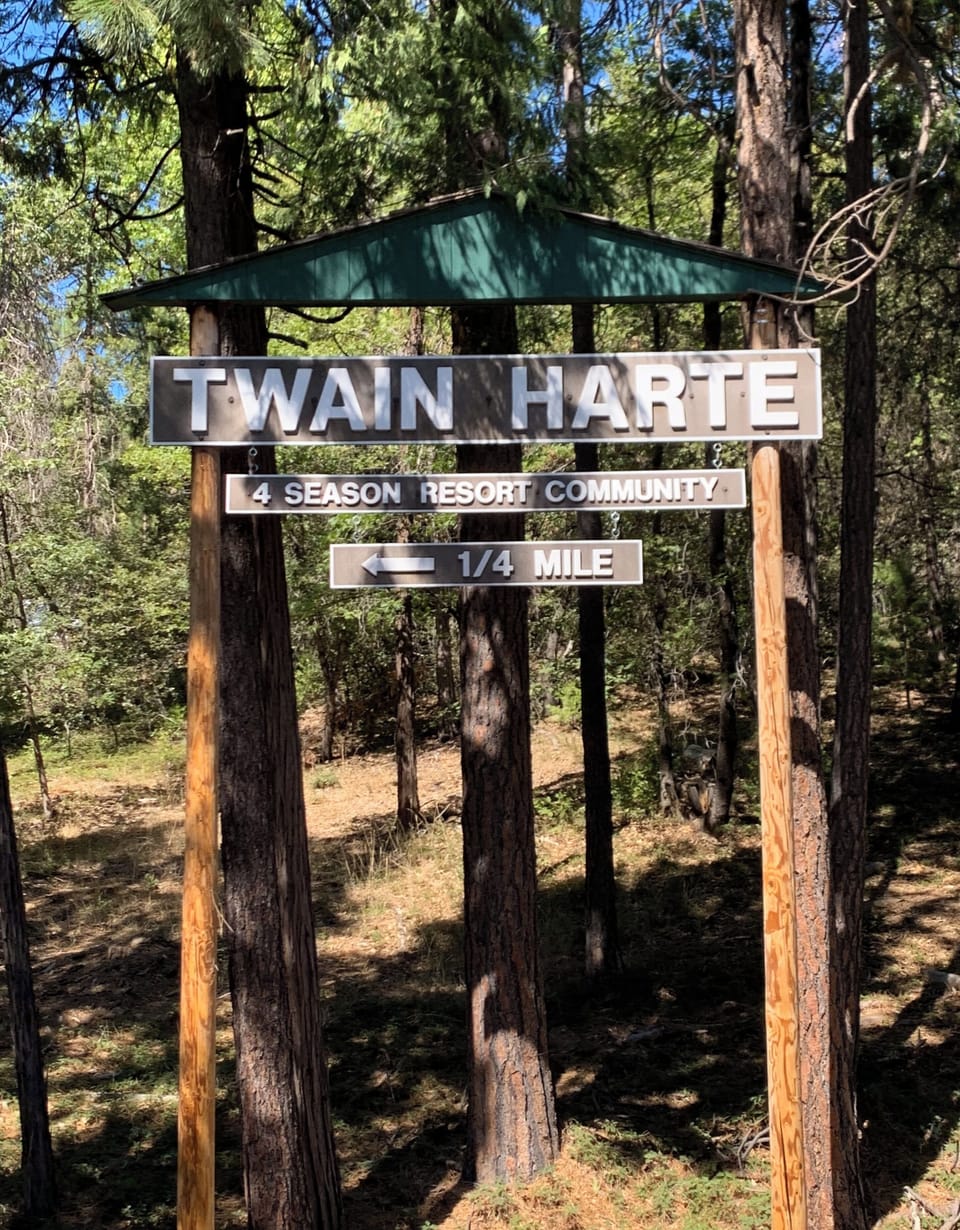 TWAIN HARTE
4 SEASON RESORT COMMUNITY
← 1/4 MILE